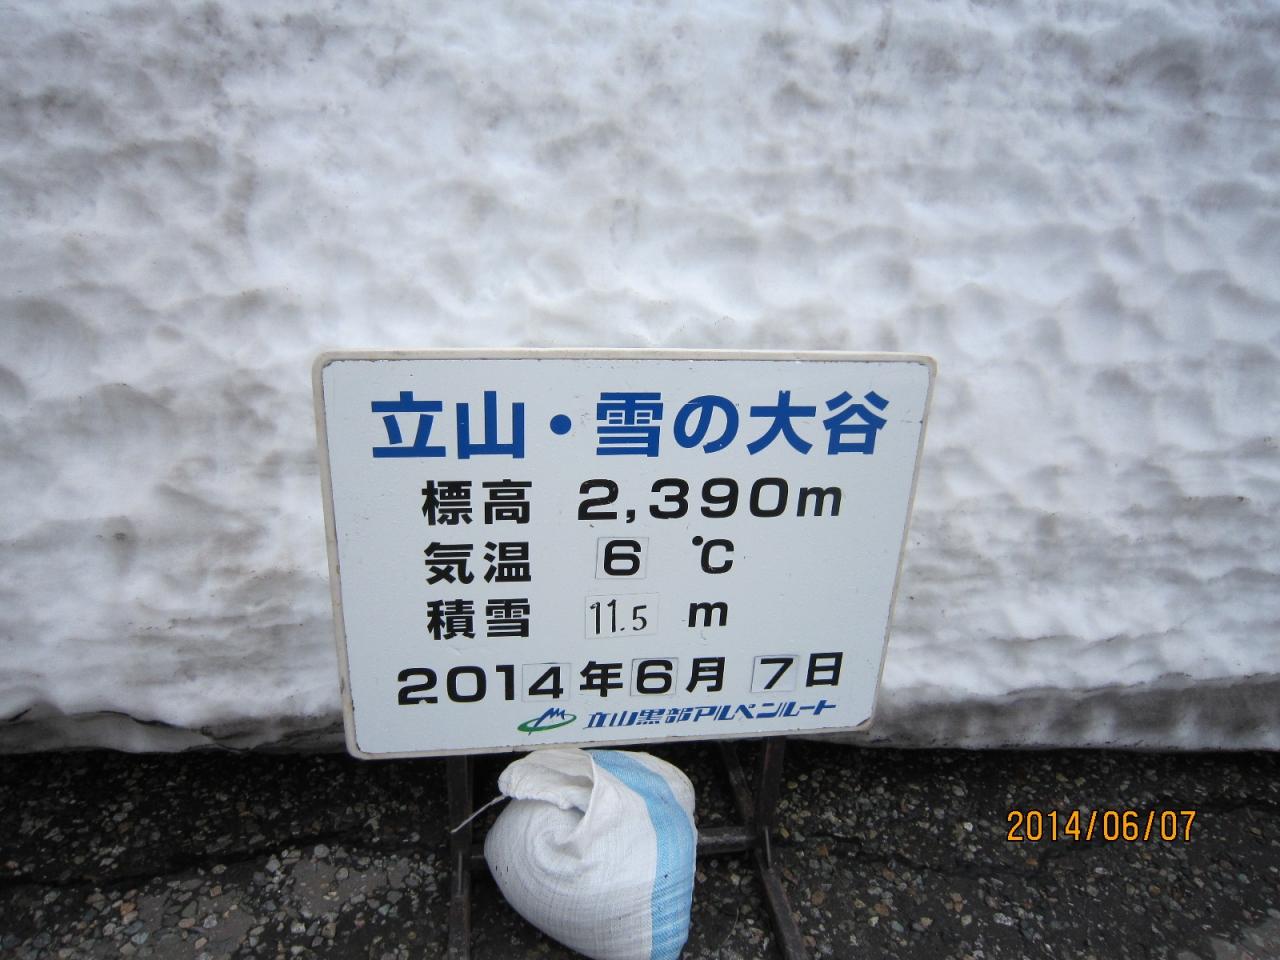 立山・雪の大谷
標高 2,390m
気温 6 ℃
積雪 11.5 m
2014年6月7日
立山黒部アルペンルート
2014/06/07